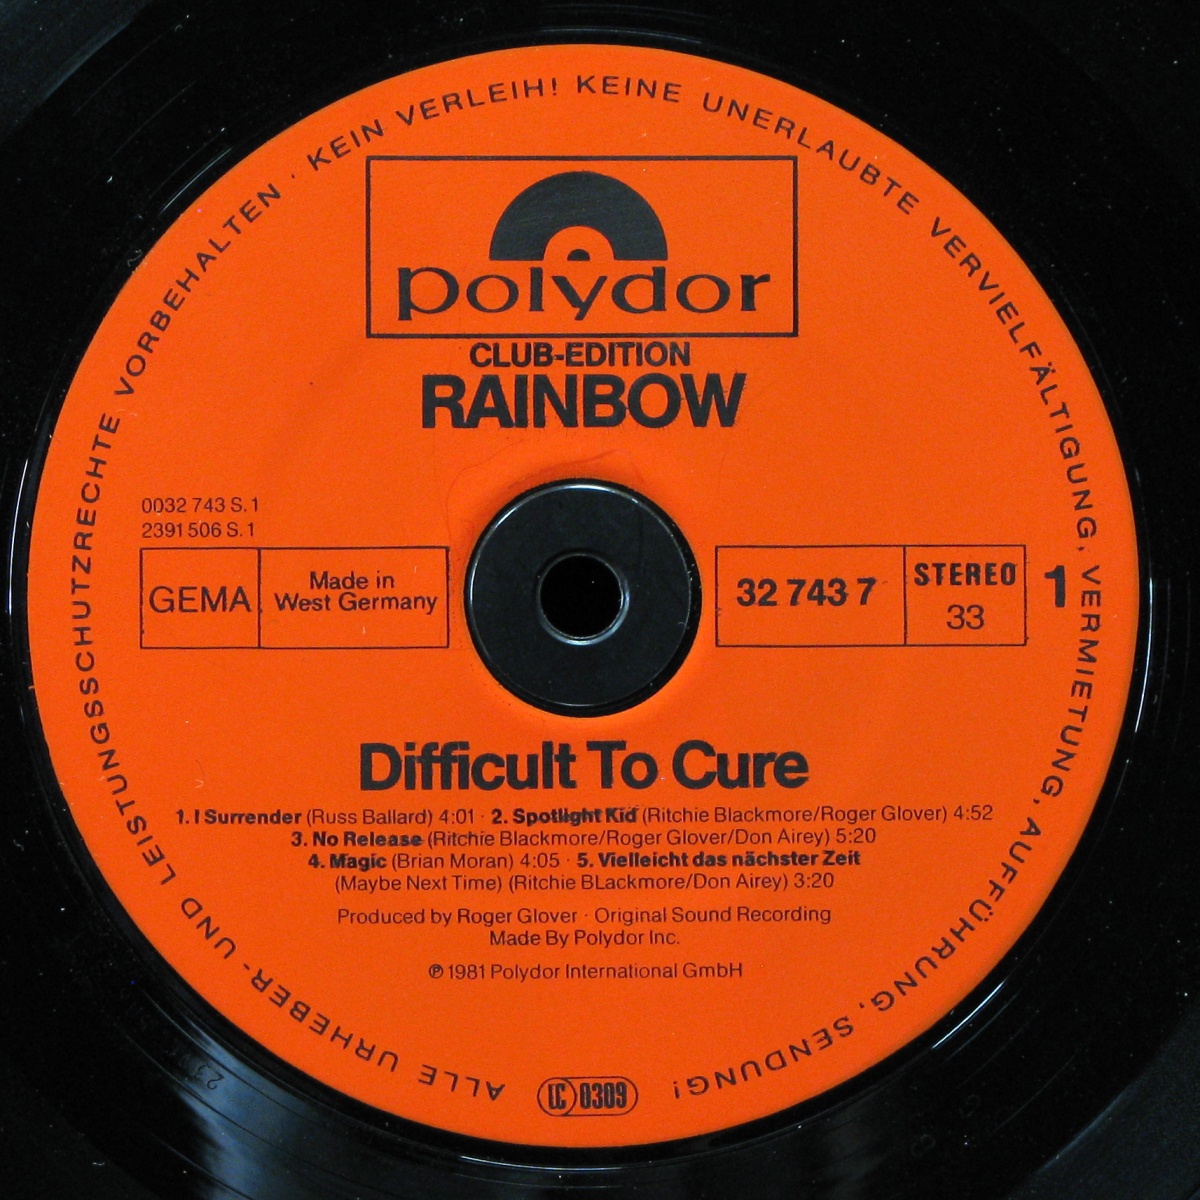 ALLE URHEBER- UND LEISTUNGSSCHUTZRECHTE VORBEHALTEN · KEIN VERLEIH! KEINE UNERLAUBTE VERVIELFÄLTIGUNG, VERMIETUNG, AUFFÜHRUNG, SENDUNG!
polydor
CLUB-EDITION
RAINBOW
0032 743 S. 1
2391 506 S. 1
GEMA
Made in
West Germany
32 743 7
STEREO
33
1
Difficult To Cure
1. I Surrender (Russ Ballard) 4:01 · 2. Spotlight Kid (Ritchie Blackmore/Roger Glover) 4:52
3. No Release (Ritchie Blackmore/Roger Glover/Don Airey) 5:20
4. Magic (Brian Moran) 4:05 · 5. Vielleicht das nächster Zeit
(Maybe Next Time) (Ritchie BLackmore/Don Airey) 3:20
Produced by Roger Glover · Original Sound Recording
Made By Polydor Inc.
℗ 1981 Polydor International GmbH
LC 0309